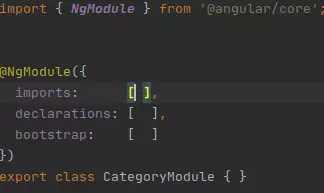 import { NgModule } from '@angular/core';
@NgModule({
  imports:      [ ],
  declarations: [  ],
  bootstrap:    [  ]
})
export class CategoryModule { }